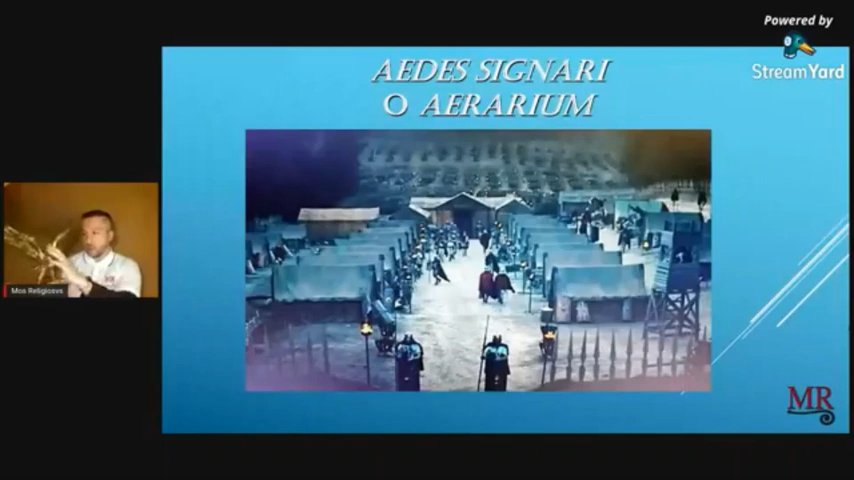 Powered by
StreamYard
AEDES SIGNARI
O AERARIUM
Mos Religiosvs
MR